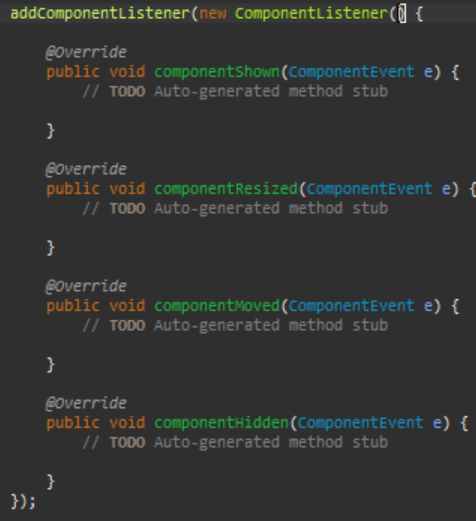 addComponentListener(new ComponentListener() {
@Override
public void componentShown(ComponentEvent e) {
// TODO Auto-generated method stub
}
@Override
public void componentResized(ComponentEvent e) {
// TODO Auto-generated method stub
}
@Override
public void componentMoved(ComponentEvent e) {
// TODO Auto-generated method stub
}
@Override
public void componentHidden(ComponentEvent e) {
// TODO Auto-generated method stub
}
});